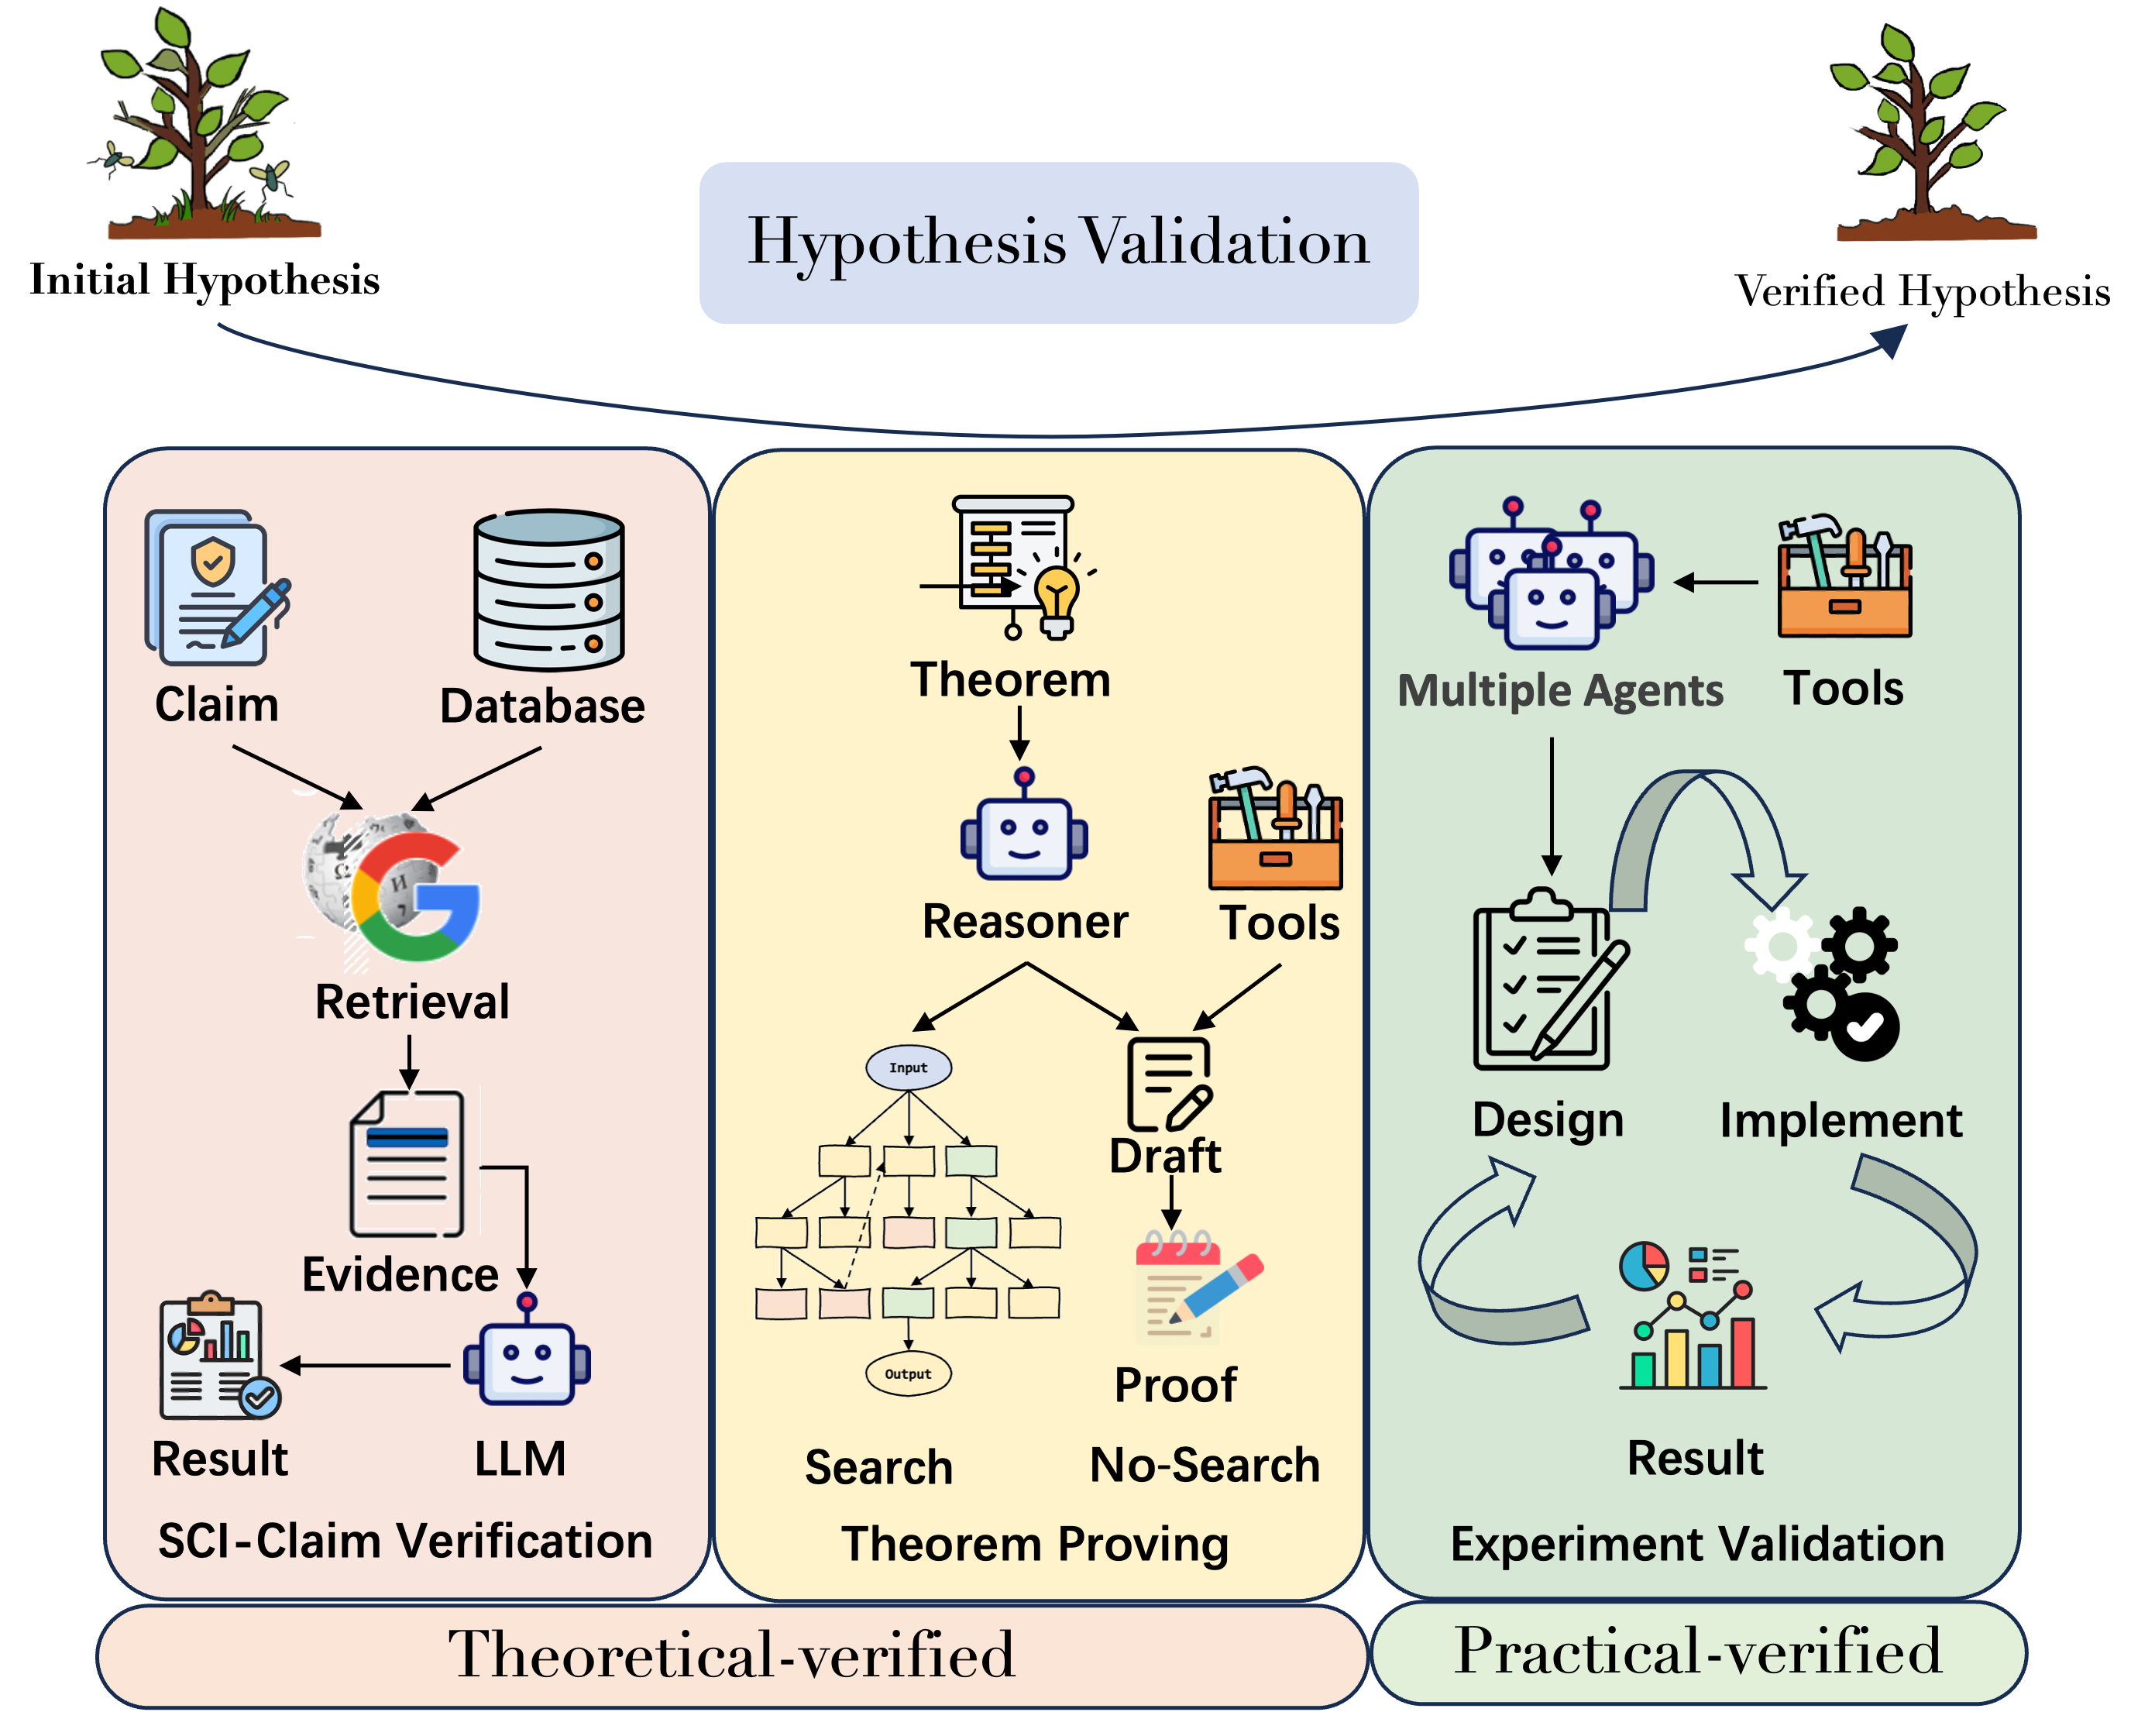 Initial Hypothesis
Hypothesis Validation
Verified Hypothesis
Claim
Database
Retrieval
Evidence
Result
LLM
SCI-Claim Verification
Theorem
Reasoner
Tools
Input
Output
Draft
Proof
Search
No-Search
Theorem Proving
Multiple Agents
Tools
Design
Implement
Result
Experiment Validation
Theoretical-verified
Practical-verified